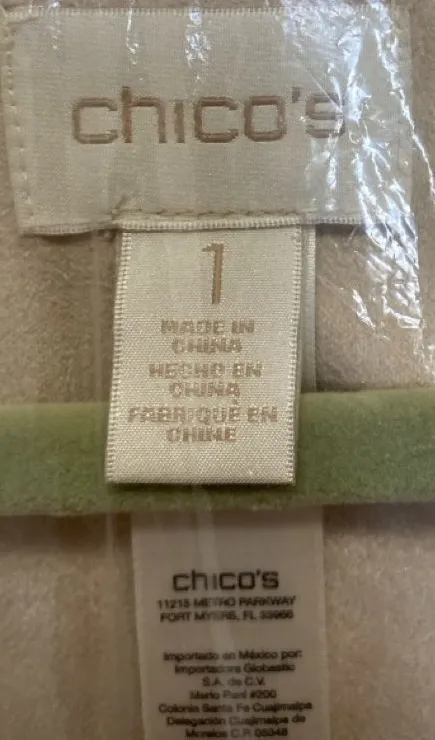 chico's
1
MADE IN
CHINA
HECHO EN
CHINA
FABRIQUÉ EN
CHINE
chico's
11215 METRO PARKWAY
FORT MYERS, FL 33966
Importado en México por:
Importadora Globastic
S.A. de C.V.
Mario Pani #200
Colonia Santa Fe Cuajimalpa
Delegación Cuajimalpa de
Morelos C.P. 05348